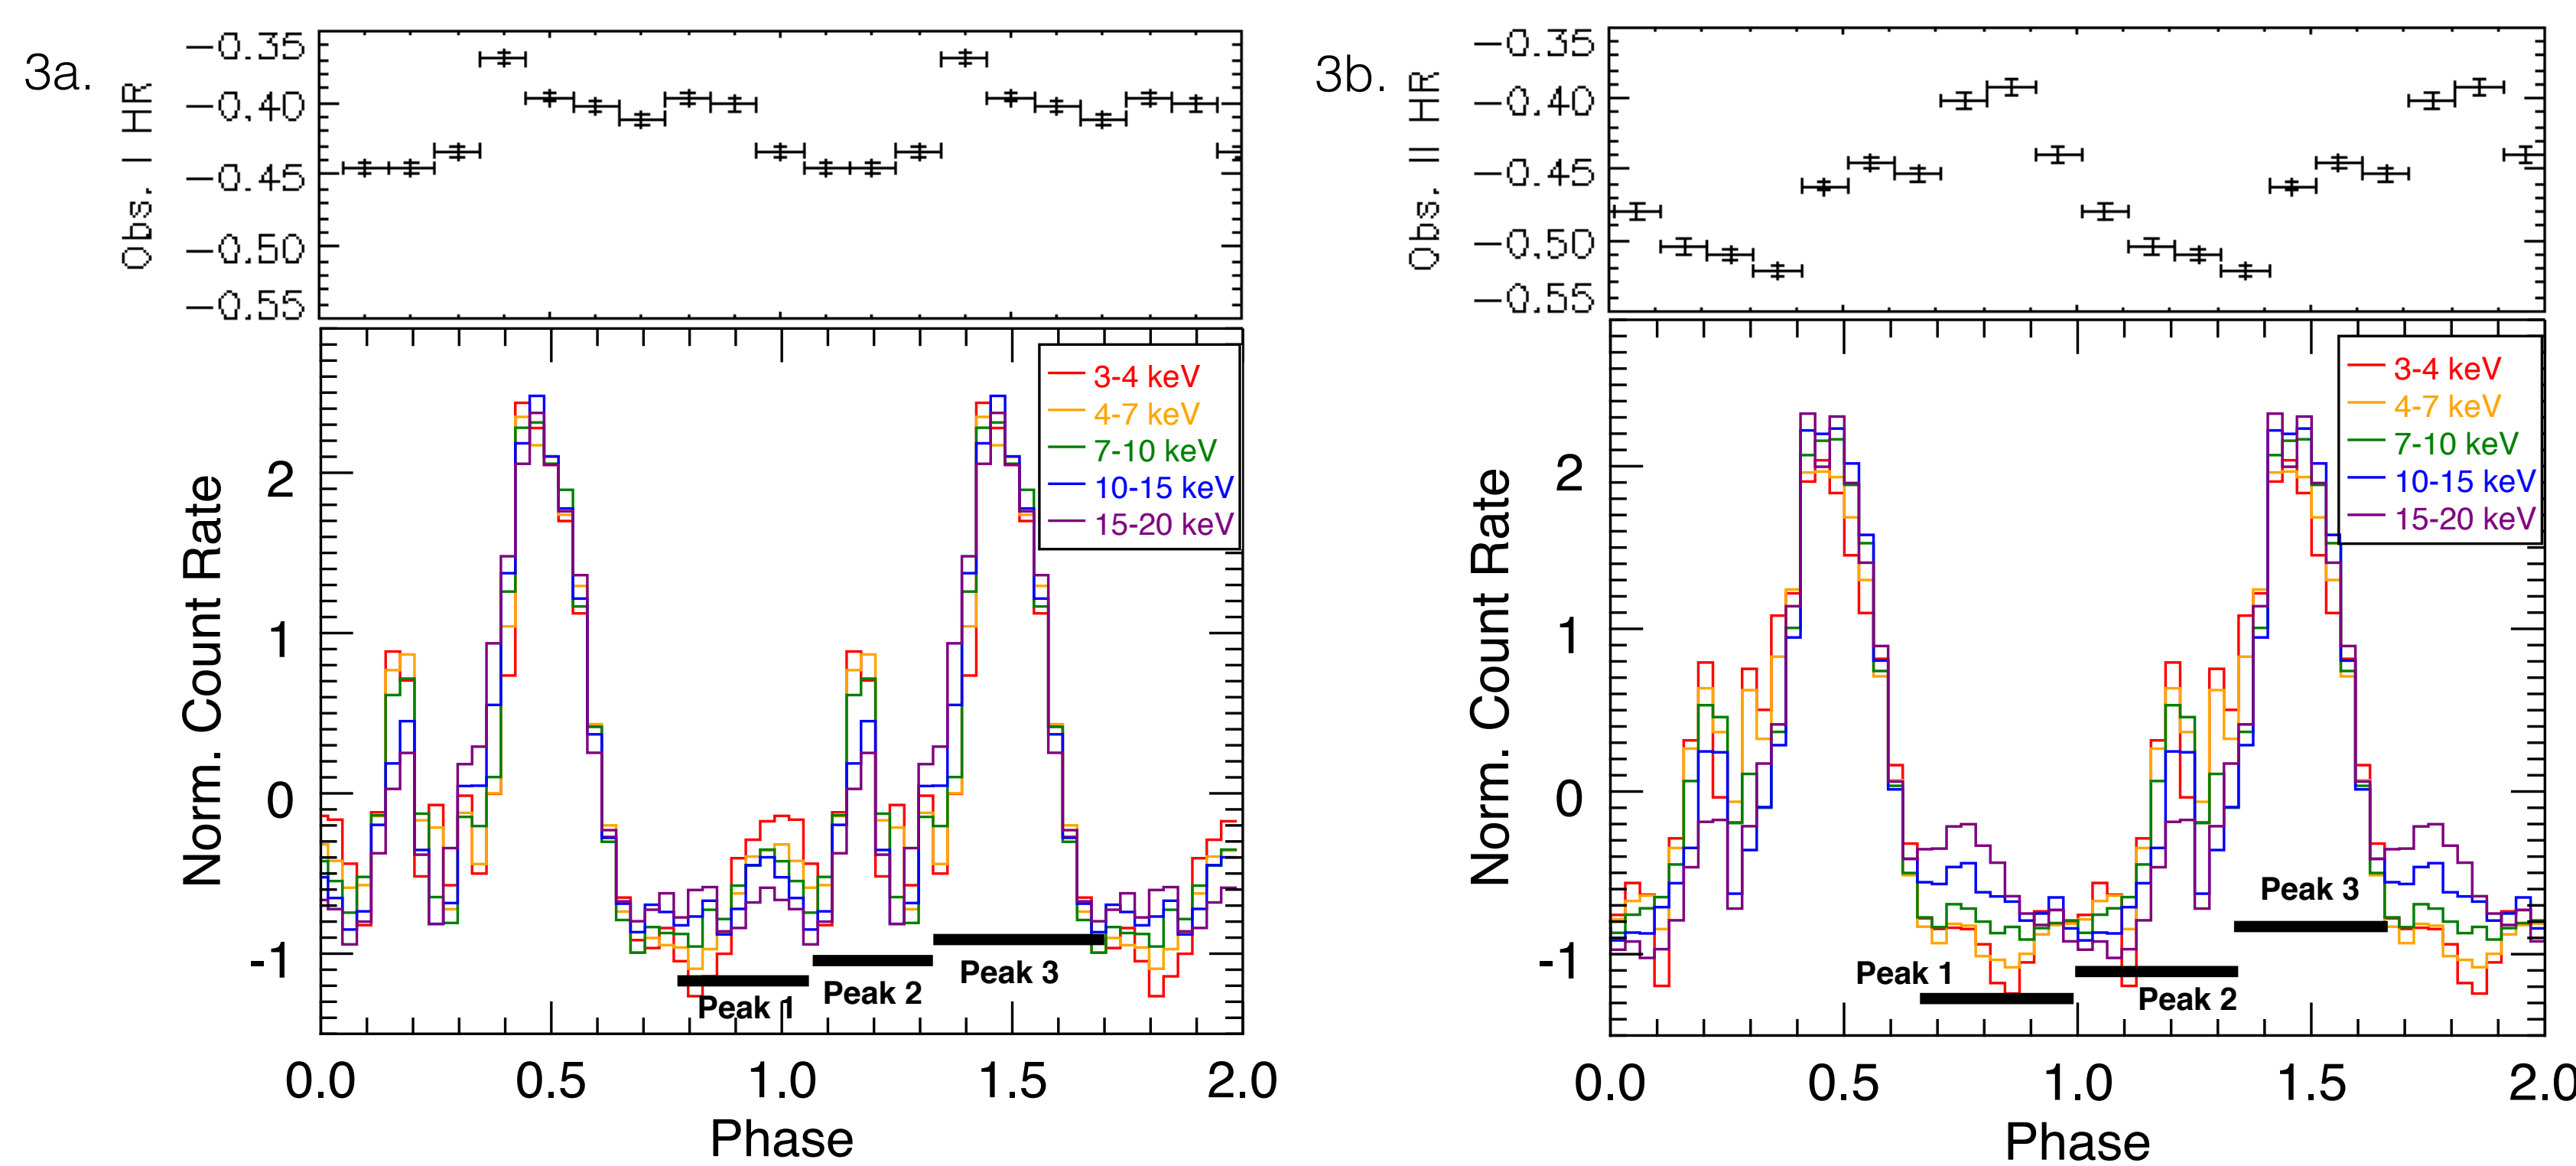 3a.
Obs. I HR
−0.35
−0.40
−0.45
−0.50
−0.55
Norm. Count Rate
2
1
0
-1
3-4 keV
4-7 keV
7-10 keV
10-15 keV
15-20 keV
Peak 1
Peak 2
Peak 3
0.0 0.5 1.0 1.5 2.0
Phase
3b.
Obs. II HR
−0.35
−0.40
−0.45
−0.50
−0.55
Norm. Count Rate
2
1
0
-1
3-4 keV
4-7 keV
7-10 keV
10-15 keV
15-20 keV
Peak 3
Peak 1
Peak 2
0.0 0.5 1.0 1.5 2.0
Phase